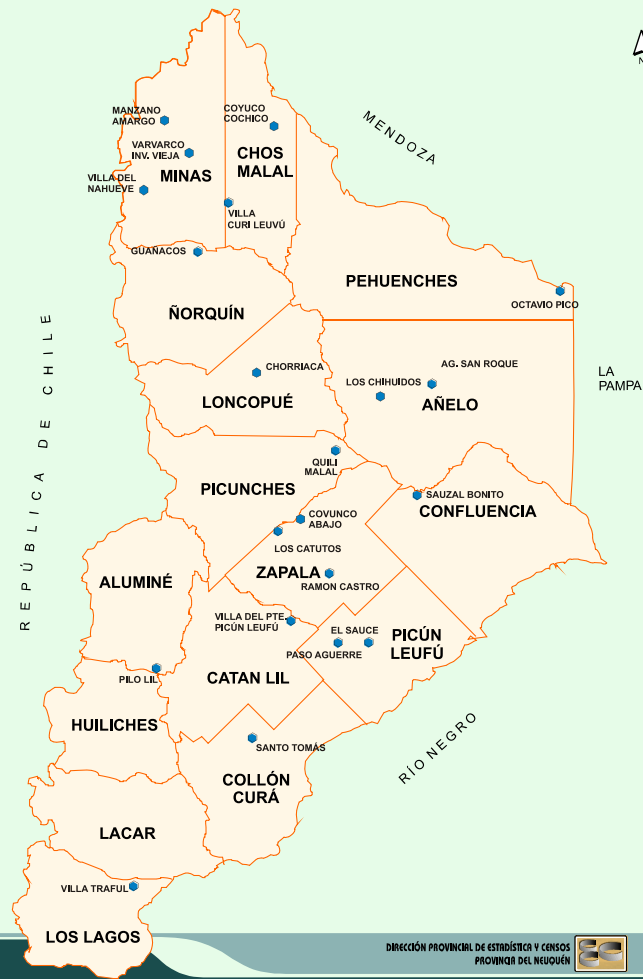 N
MANZANO
AMARGO
COYUCO
COCHICO
MENDOZA
VARVARCO
INV. VIEJA
CHOS
MALAL
VILLA DEL
NAHUEVE
MINAS
VILLA
CURI LEUVÚ
GUAÑACOS
PEHUENCHES
OCTAVIO PICO
ÑORQUÍN
REPÚBLICA DE CHILE
CHORRIACA
AG. SAN ROQUE
LA
PAMPA
LOS CHIHUIDOS
LONCOPUÉ
AÑELO
QUILI
MALAL
PICUNCHES
SAUZAL BONITO
CONFLUENCIA
COVUNCO
ABAJO
LOS CATUTOS
ZAPALA
RAMON CASTRO
ALUMINÉ
VILLA DEL PTE.
PICÚN LEUFÚ
EL SAUCE
PICÚN
LEUFÚ
PASO AGUERRE
PILO LIL
CATAN LIL
HUILICHES
RÍO NEGRO
SANTO TOMÁS
COLLÓN
CURÁ
LACAR
VILLA TRAFUL
LOS LAGOS
DIRECCIÓN PROVINCIAL DE ESTADÍSTICA Y CENSOS
PROVINCIA DEL NEUQUÉN